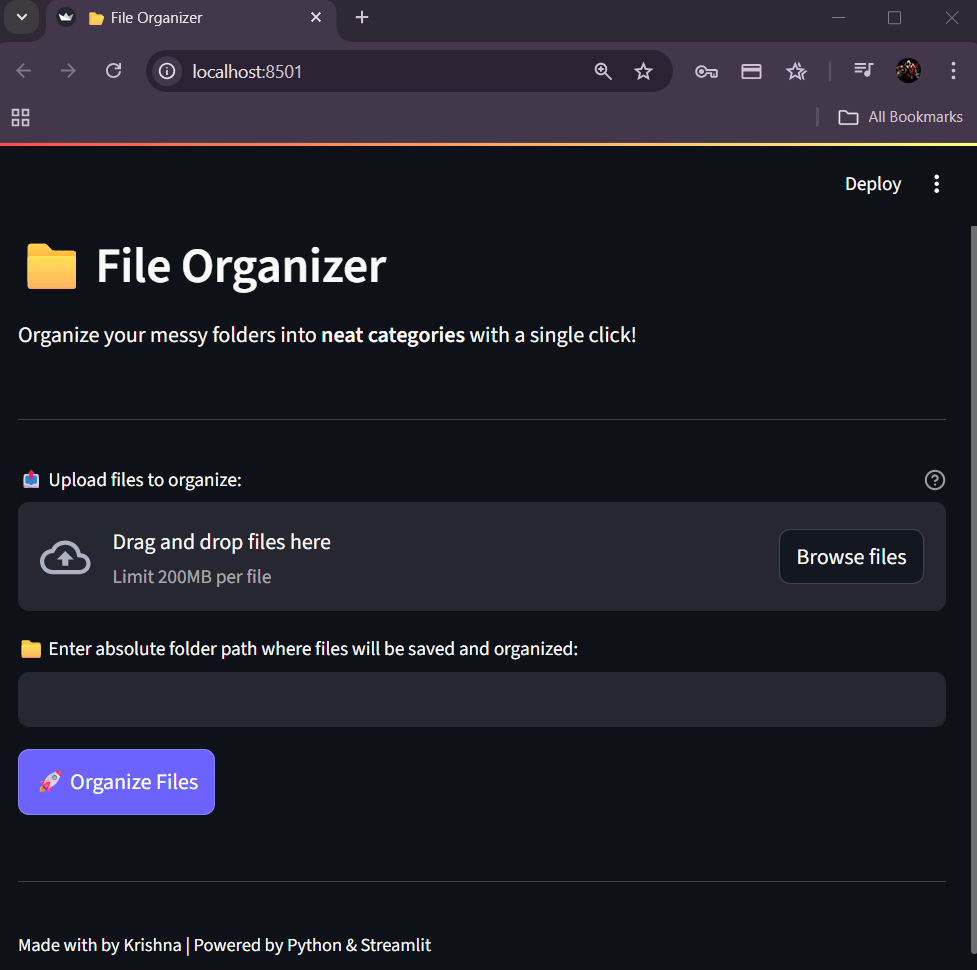 File Organizer
localhost:8501
All Bookmarks
Deploy
File Organizer
Organize your messy folders into neat categories with a single click!
Upload files to organize:
Drag and drop files here
Limit 200MB per file
Browse files
Enter absolute folder path where files will be saved and organized:
Organize Files
Made with by Krishna | Powered by Python & Streamlit